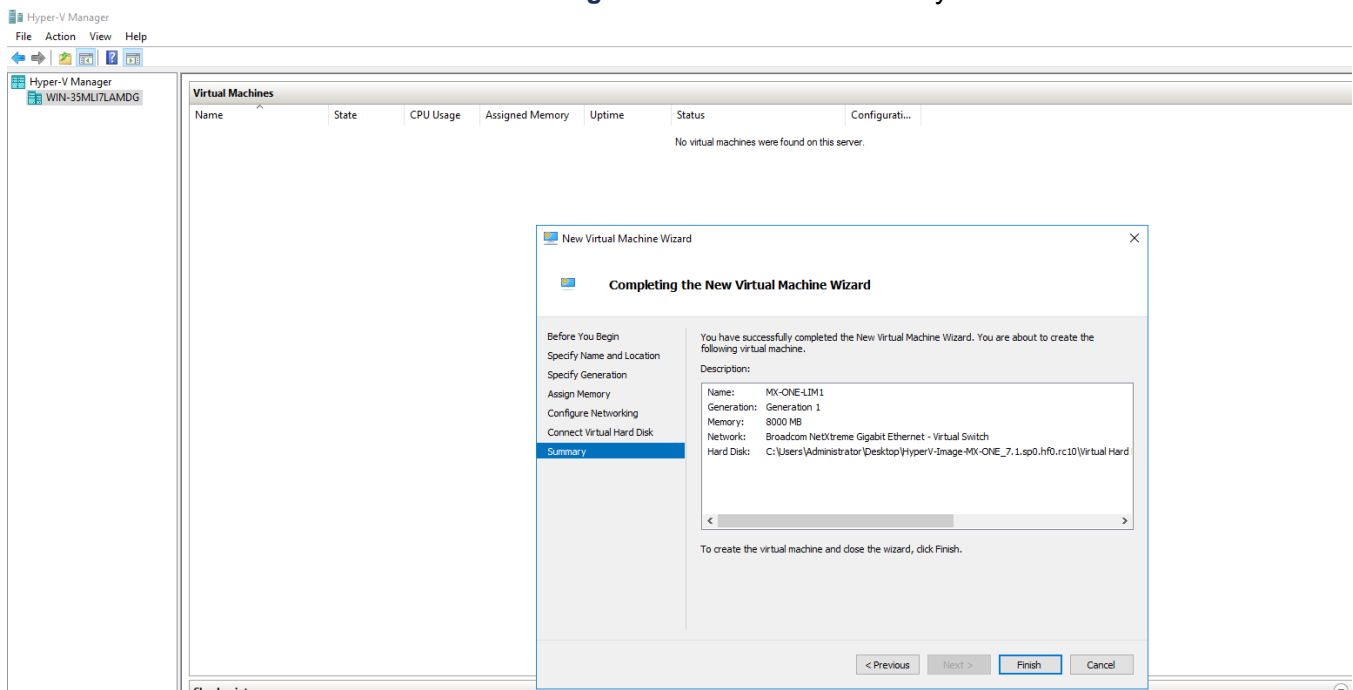 g
y
Hyper-V Manager
File Action View Help
Hyper-V Manager
WIN-35MLI7LAMDG
Virtual Machines
Name State CPU Usage Assigned Memory Uptime Status Configurati...
No virtual machines were found on this server.
New Virtual Machine Wizard
Completing the New Virtual Machine Wizard
Before You Begin
Specify Name and Location
Specify Generation
Assign Memory
Configure Networking
Connect Virtual Hard Disk
Summary
You have successfully completed the New Virtual Machine Wizard. You are about to create the
following virtual machine.
Description:
Name: MX-ONE-LIM1
Generation: Generation 1
Memory: 8000 MB
Network: Broadcom NetXtreme Gigabit Ethernet - Virtual Switch
Hard Disk: C:\Users\Administrator\Desktop\HyperV-Image-MX-ONE_7.1.sp0.hf0.rc10\Virtual Hard
To create the virtual machine and close the wizard, click Finish.
< Previous Next > Finish Cancel